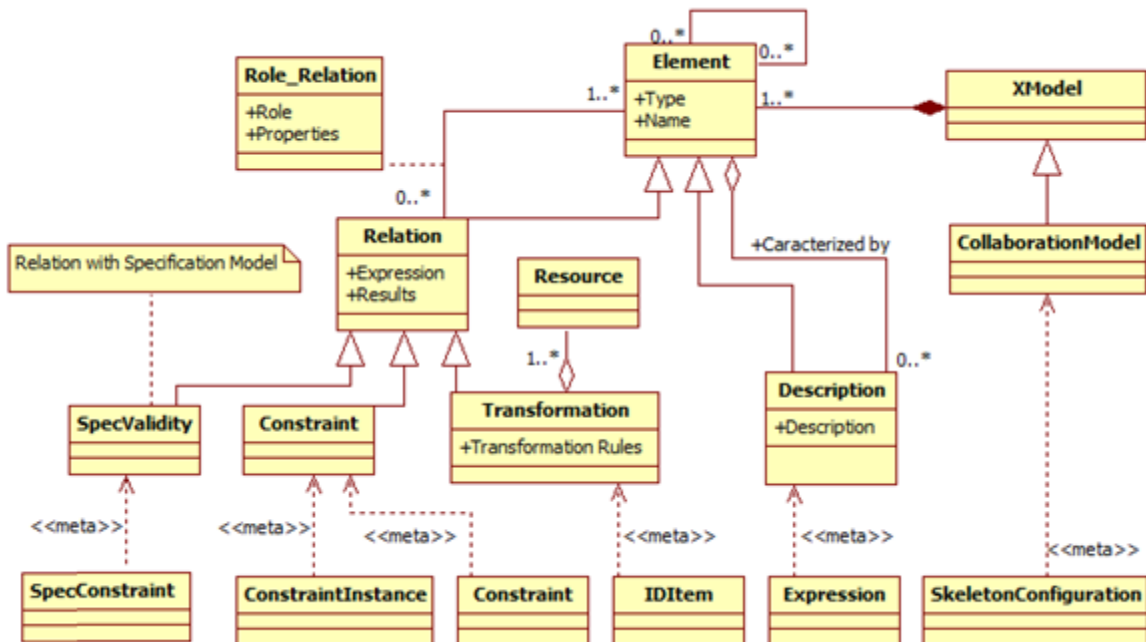 0..*
0..*
Element
+Type
+Name
Role_Relation
+Role
+Properties
1..*
1..*
XModel
0..*
Relation
+Expression
+Results
+Caracterized by
CollaborationModel
Relation with Specification Model
Resource
1..*
0..*
SpecValidity
Constraint
Transformation
+Transformation Rules
Description
+Description
<<meta>>
<<meta>>
<<meta>>
<<meta>>
<<meta>>
<<meta>>
SpecConstraint
ConstraintInstance
Constraint
IDItem
Expression
SkeletonConfiguration